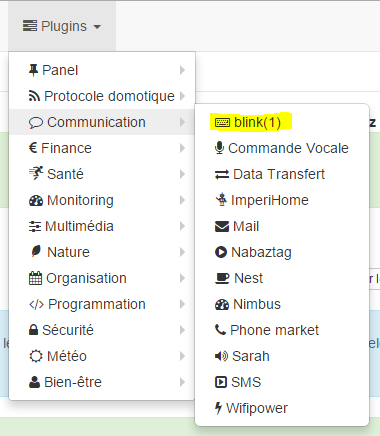 Plugins
Panel
Protocole domotique
Communication
Finance
Santé
Monitoring
Multimédia
Nature
Organisation
Programmation
Sécurité
Météo
Bien-être
blink(1)
Commande Vocale
Data Transfert
ImperiHome
Mail
Nabaztag
Nest
Nimbus
Phone market
Sarah
SMS
Wifipower
z
le